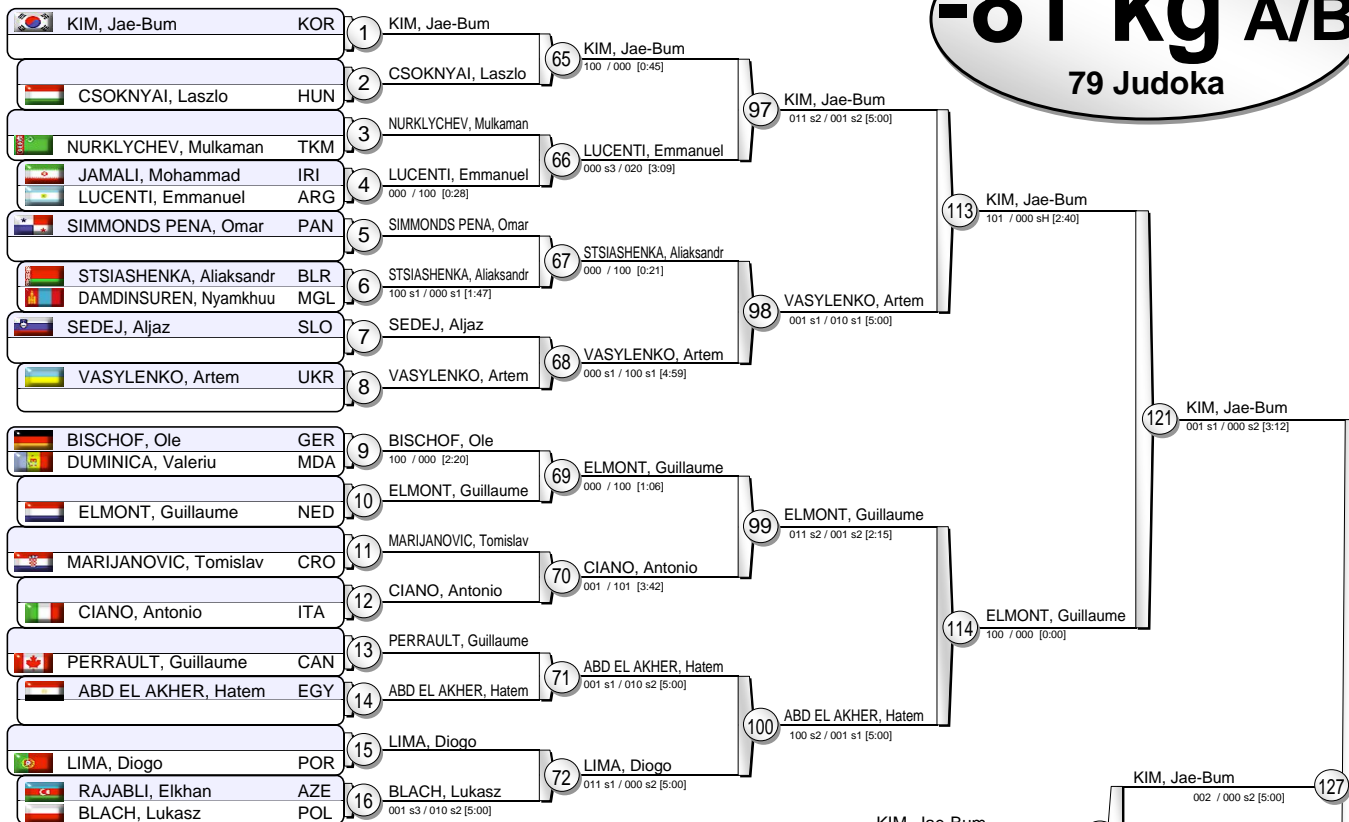 -81 kg A/B
79 Judoka
KIM, Jae-Bum KOR
CSOKNYAI, Laszlo HUN
NURKLYCHEV, Mulkaman TKM
JAMALI, Mohammad IRI
LUCENTI, Emmanuel ARG
SIMMONDS PENA, Omar PAN
STSIASHENKA, Aliaksandr BLR
DAMDINSUREN, Nyamkhuu MGL
SEDEJ, Aljaz SLO
VASYLENKO, Artem UKR
BISCHOF, Ole GER
DUMINICA, Valeriu MDA
ELMONT, Guillaume NED
MARIJANOVIC, Tomislav CRO
CIANO, Antonio ITA
PERRAULT, Guillaume CAN
ABD EL AKHER, Hatem EGY
LIMA, Diogo POR
RAJABLI, Elkhan AZE
BLACH, Lukasz POL
1 KIM, Jae-Bum
2 CSOKNYAI, Laszlo
3 NURKLYCHEV, Mulkaman
4 LUCENTI, Emmanuel
000 / 100 [0:28]
5 SIMMONDS PENA, Omar
6 STSIASHENKA, Aliaksandr
100 s1 / 000 s1 [1:47]
7 SEDEJ, Aljaz
8 VASYLENKO, Artem
9 BISCHOF, Ole
100 / 000 [2:20]
10 ELMONT, Guillaume
11 MARIJANOVIC, Tomislav
12 CIANO, Antonio
13 PERRAULT, Guillaume
14 ABD EL AKHER, Hatem
15 LIMA, Diogo
16 BLACH, Lukasz
001 s3 / 010 s2 [5:00]
65 KIM, Jae-Bum
100 / 000 [0:45]
66 LUCENTI, Emmanuel
000 s3 / 020 [3:09]
67 STSIASHENKA, Aliaksandr
000 / 100 [0:21]
68 VASYLENKO, Artem
000 s1 / 100 s1 [4:59]
69 ELMONT, Guillaume
000 / 100 [1:06]
70 CIANO, Antonio
001 / 101 [3:42]
71 ABD EL AKHER, Hatem
001 s1 / 010 s2 [5:00]
72 LIMA, Diogo
011 s1 / 000 s2 [5:00]
97 KIM, Jae-Bum
011 s2 / 001 s2 [5:00]
98 VASYLENKO, Artem
001 s1 / 010 s1 [5:00]
99 ELMONT, Guillaume
011 s2 / 001 s2 [2:15]
100 ABD EL AKHER, Hatem
100 s2 / 001 s1 [5:00]
113 KIM, Jae-Bum
101 / 000 sH [2:40]
114 ELMONT, Guillaume
100 / 000 [0:00]
121 KIM, Jae-Bum
001 s1 / 000 s2 [3:12]
KIM, Jae-Bum 127
002 / 000 s2 [5:00]
KIM, Jae-Bum